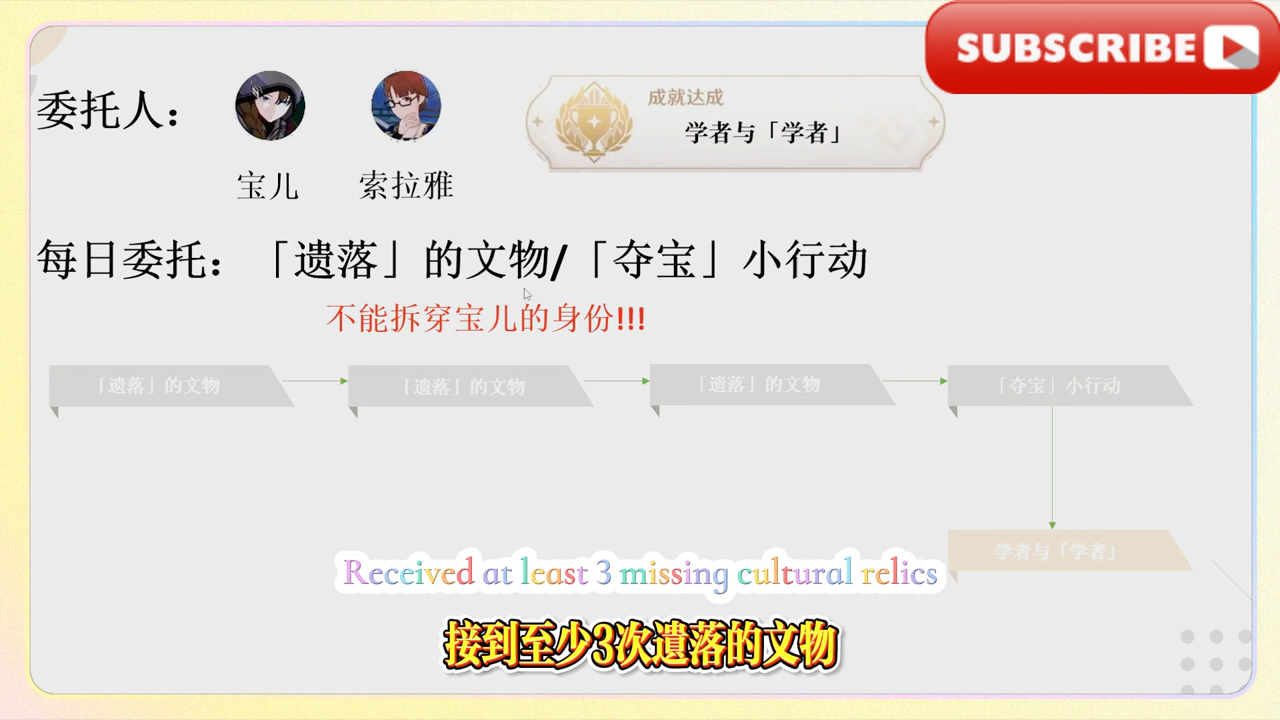 SUBSCRIBE
委托人：
成就达成
学者与「学者」
宝儿
索拉雅
每日委托：「遗落」的文物/「夺宝」小行动
不能拆穿宝儿的身份!!!
「遗落」的文物
「遗落」的文物
「遗落」的文物
「夺宝」小行动
学者与「学者」
Received at least 3 missing cultural relics
接到至少3次遺落的文物